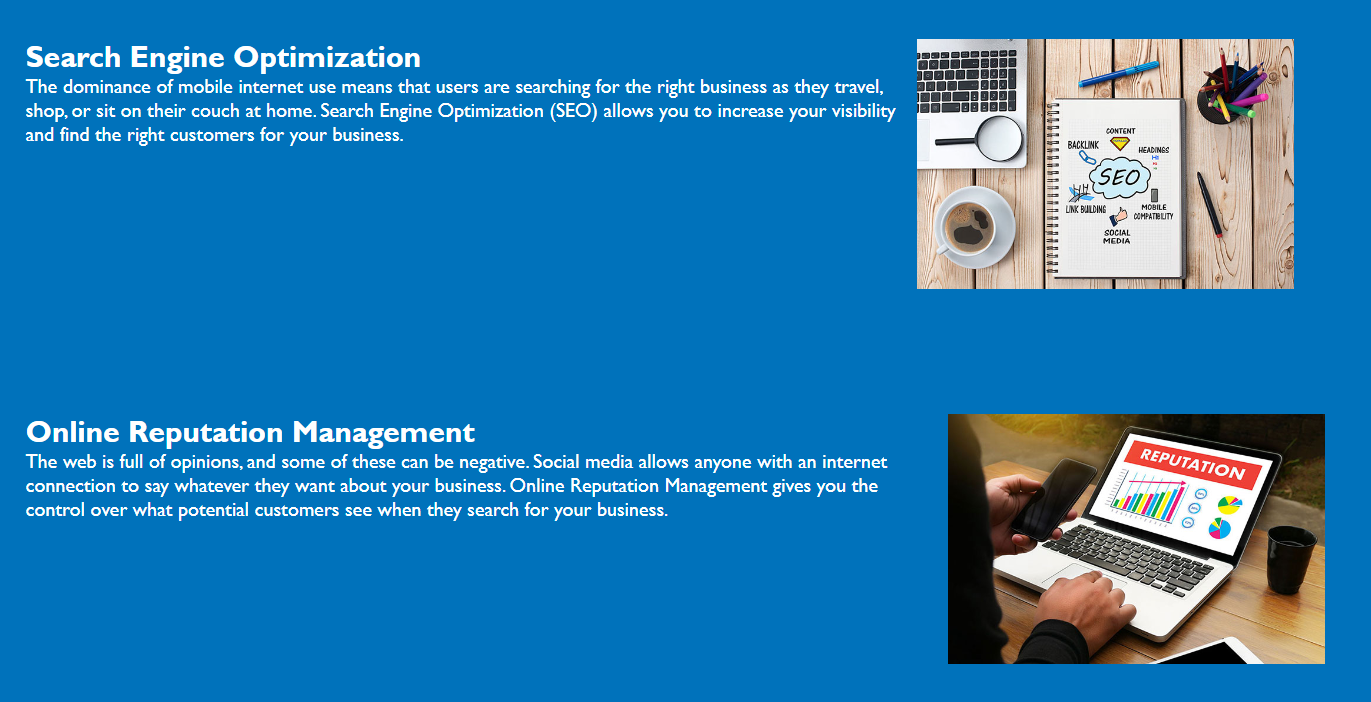 Search Engine Optimization
The dominance of mobile internet use means that users are searching for the right business as they travel,
shop, or sit on their couch at home. Search Engine Optimization (SEO) allows you to increase your visibility
and find the right customers for your business.
CONTENT
BACKLINK
HEADINGS
SEO
LINK BUILDING
MOBILE
COMPATIBILITY
SOCIAL
MEDIA
Online Reputation Management
The web is full of opinions, and some of these can be negative. Social media allows anyone with an internet
connection to say whatever they want about your business. Online Reputation Management gives you the
control over what potential customers see when they search for your business.
REPUTATION